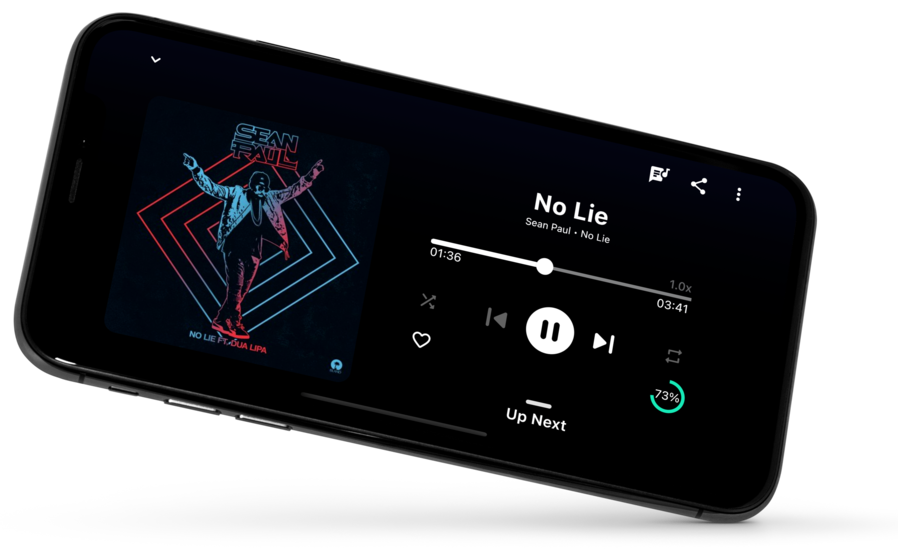 SEAN
PAUL
NO LIE FT. DUA LIPA
No Lie
Sean Paul • No Lie
01:36
1.0x
03:41
73%
Up Next